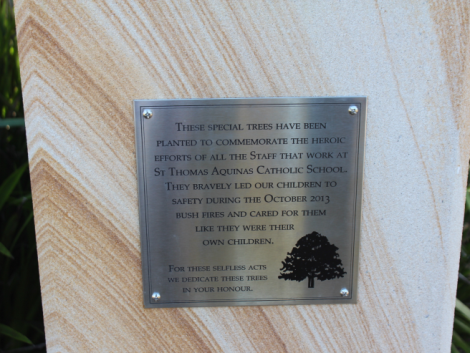 These special trees have been
planted to commemorate the heroic
efforts of all the Staff that work at
St Thomas Aquinas Catholic School.
They bravely led our children to
safety during the October 2013
bush fires and cared for them
like they were their
own children.
For these selfless acts
we dedicate these trees
in your honour.